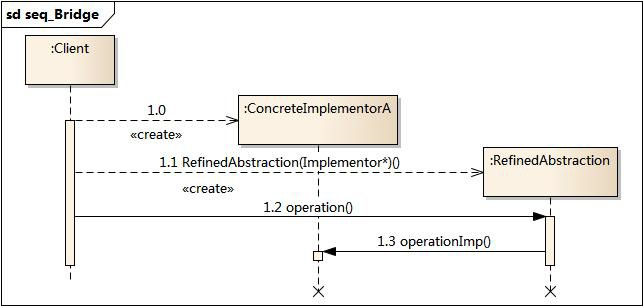 sd seq_Bridge
:Client
1.0
:ConcreteImplementorA
«create»
1.1 RefinedAbstraction(Implementor*)()
:RefinedAbstraction
«create»
1.2 operation()
1.3 operationImp()